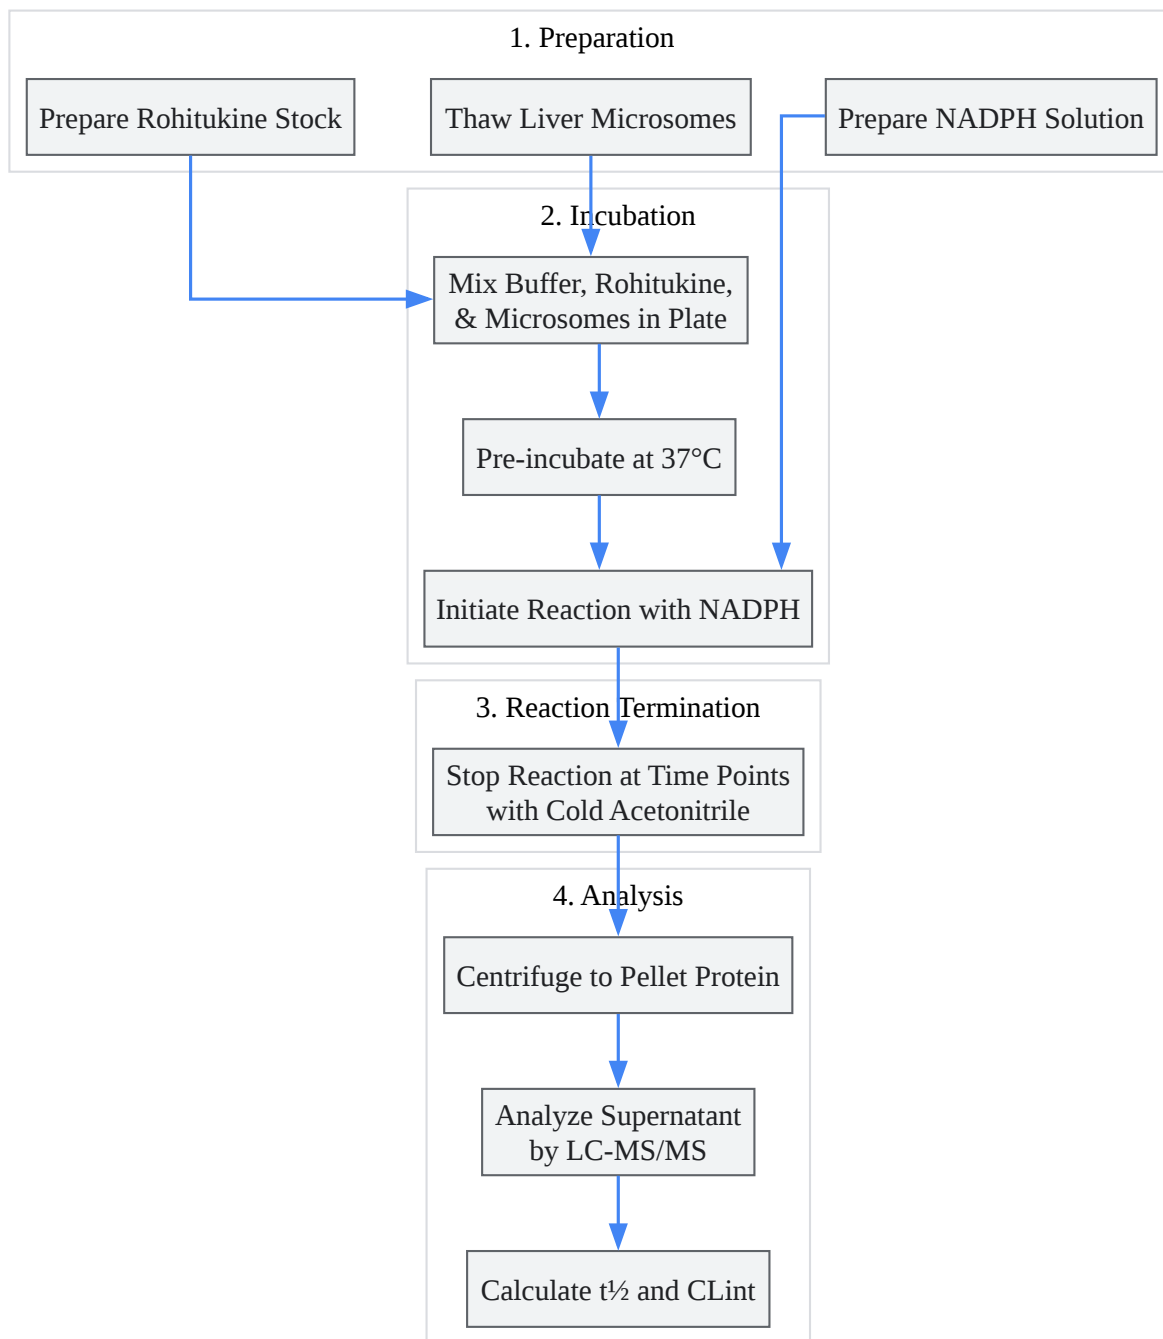 1. Preparation
Prepare Rohitukine Stock
Thaw Liver Microsomes
Prepare NADPH Solution
2. Incubation
Mix Buffer, Rohitukine,
& Microsomes in Plate
Pre-incubate at 37°C
Initiate Reaction with NADPH
3. Reaction Termination
Stop Reaction at Time Points
with Cold Acetonitrile
4. Analysis
Centrifuge to Pellet Protein
Analyze Supernatant
by LC-MS/MS
Calculate t½ and CLint